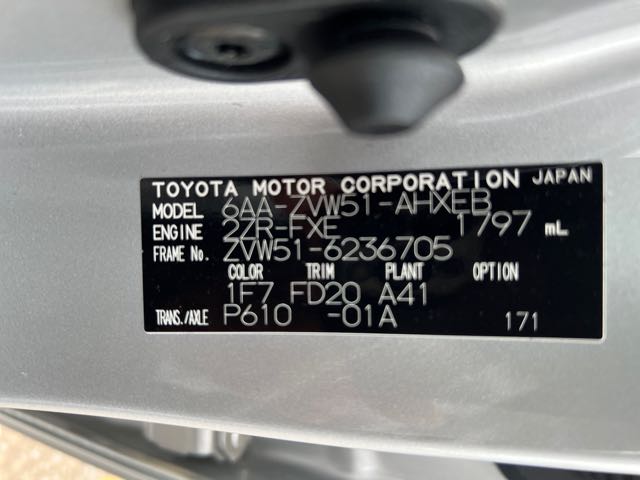 TOYOTA MOTOR CORPORATION JAPAN
MODEL 6AA-ZVW51-AHXEB
ENGINE 2ZR-FXE 1797 mL
FRAME No. ZVW51-6236705
COLOR TRIM PLANT OPTION
1F7 FD20 A41
TRANS./AXLE P610 -01A 171